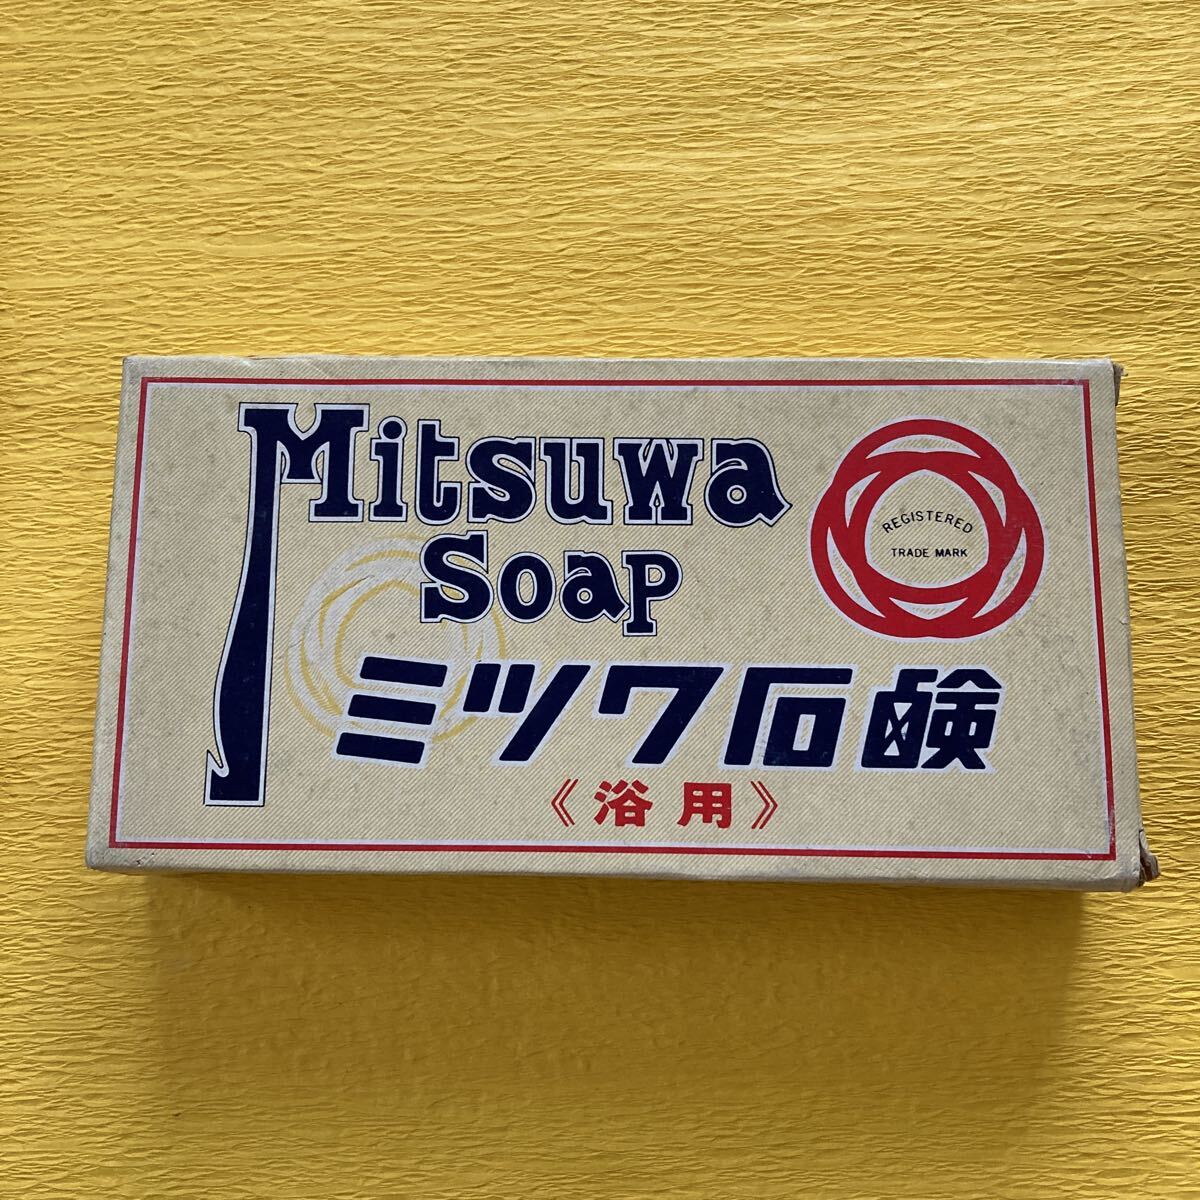 Mitsuwa
Soap
REGISTERED
TRADE MARK
ミツワ石鹸
《浴用》